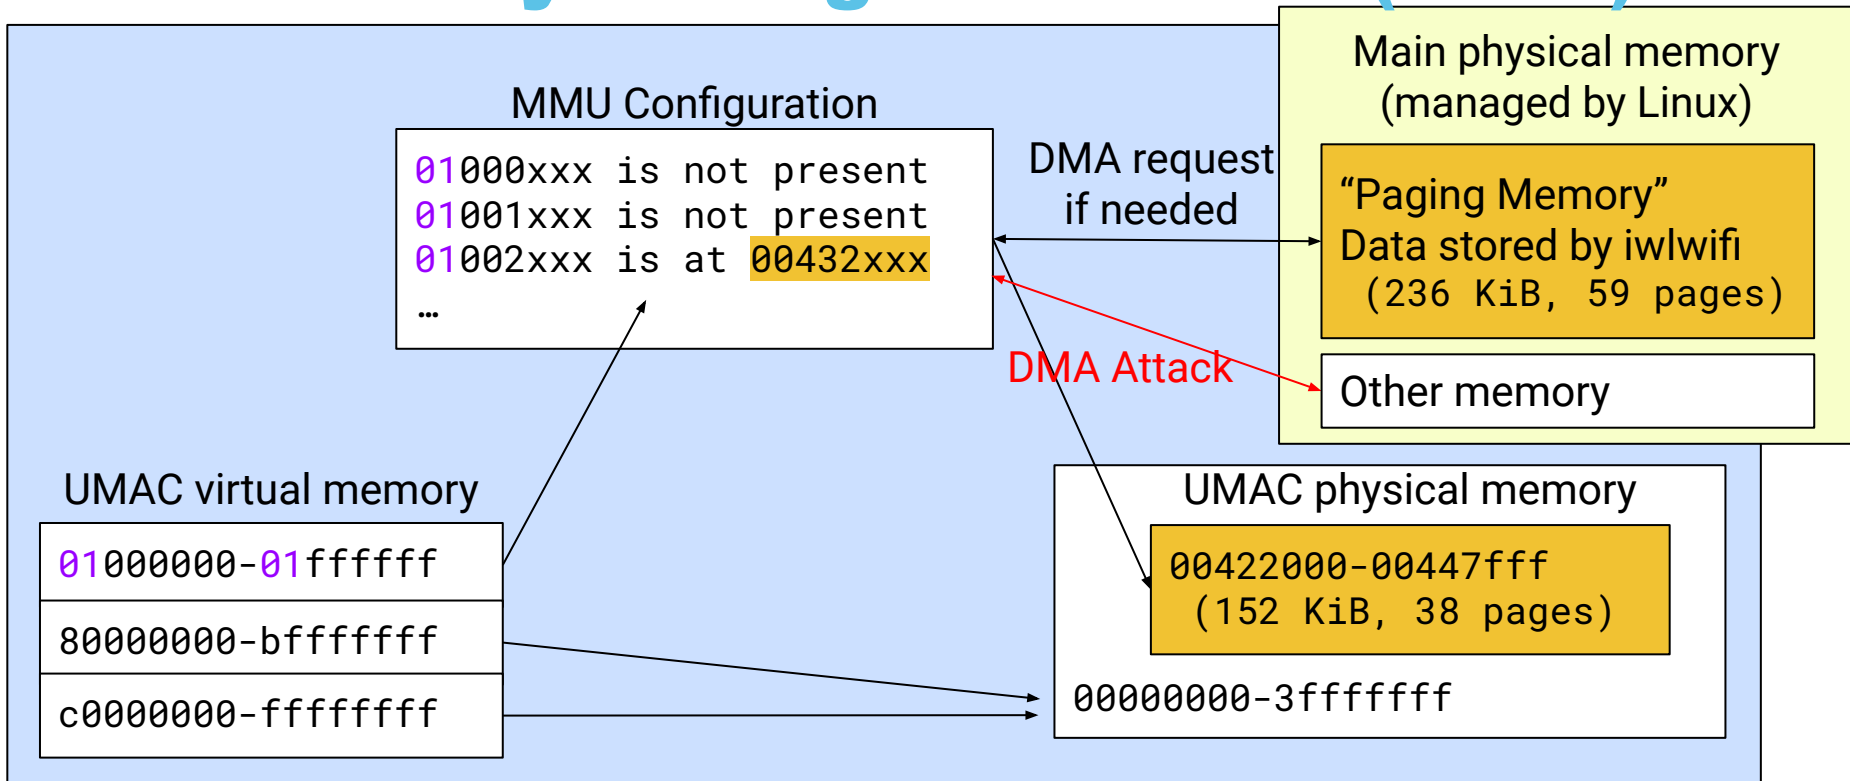 MMU Configuration
01000xxx is not present
01001xxx is not present
01002xxx is at 00432xxx
…
DMA request
if needed
DMA Attack
Main physical memory
(managed by Linux)
“Paging Memory”
Data stored by iwlwifi
(236 KiB, 59 pages)
Other memory
UMAC virtual memory
01000000-01ffffff
80000000-bfffffff
c0000000-ffffffff
UMAC physical memory
00422000-00447fff
(152 KiB, 38 pages)
00000000-3fffffff